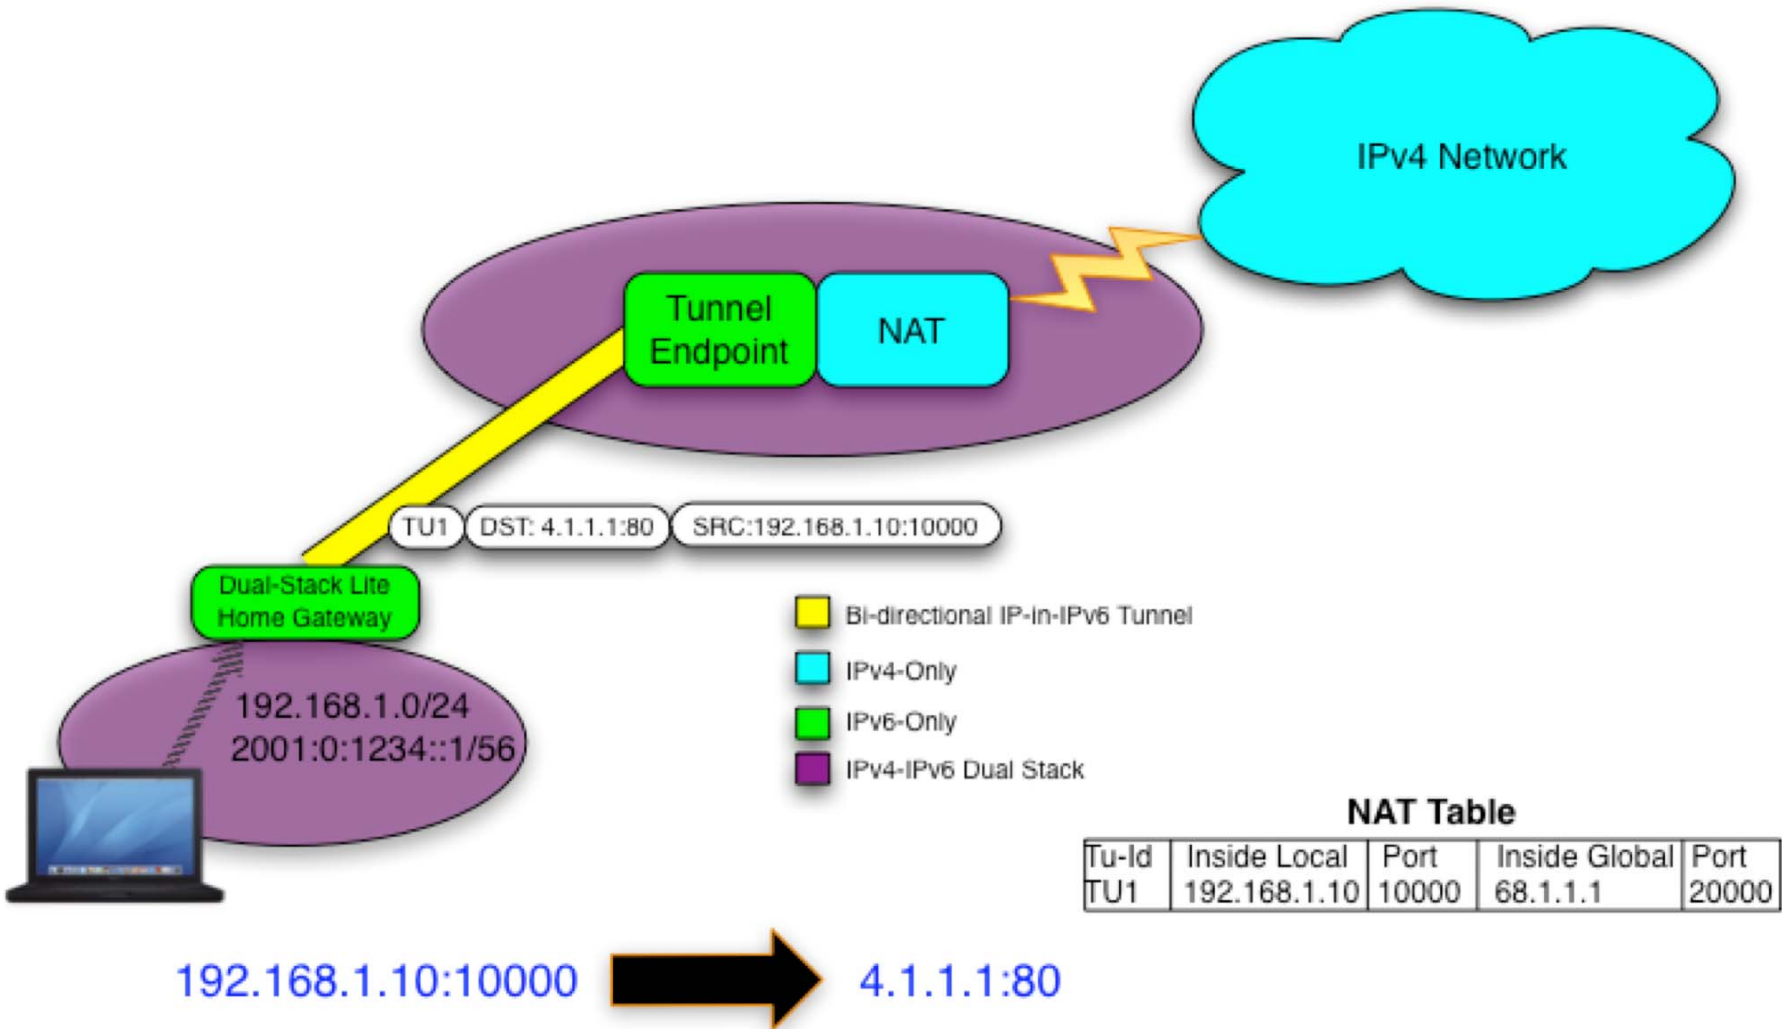 IPv4 Network
Tunnel
Endpoint
NAT
TU1 DST: 4.1.1.1:80 SRC:192.168.1.10:10000
Dual-Stack Lite
Home Gateway
192.168.1.0/24
2001:0:1234::1/56
Bi-directional IP-in-IPv6 Tunnel
IPv4-Only
IPv6-Only
IPv4-IPv6 Dual Stack
NAT Table
Tu-Id Inside Local Port Inside Global Port
TU1 192.168.1.10 10000 68.1.1.1 20000
192.168.1.10:10000 4.1.1.1:80